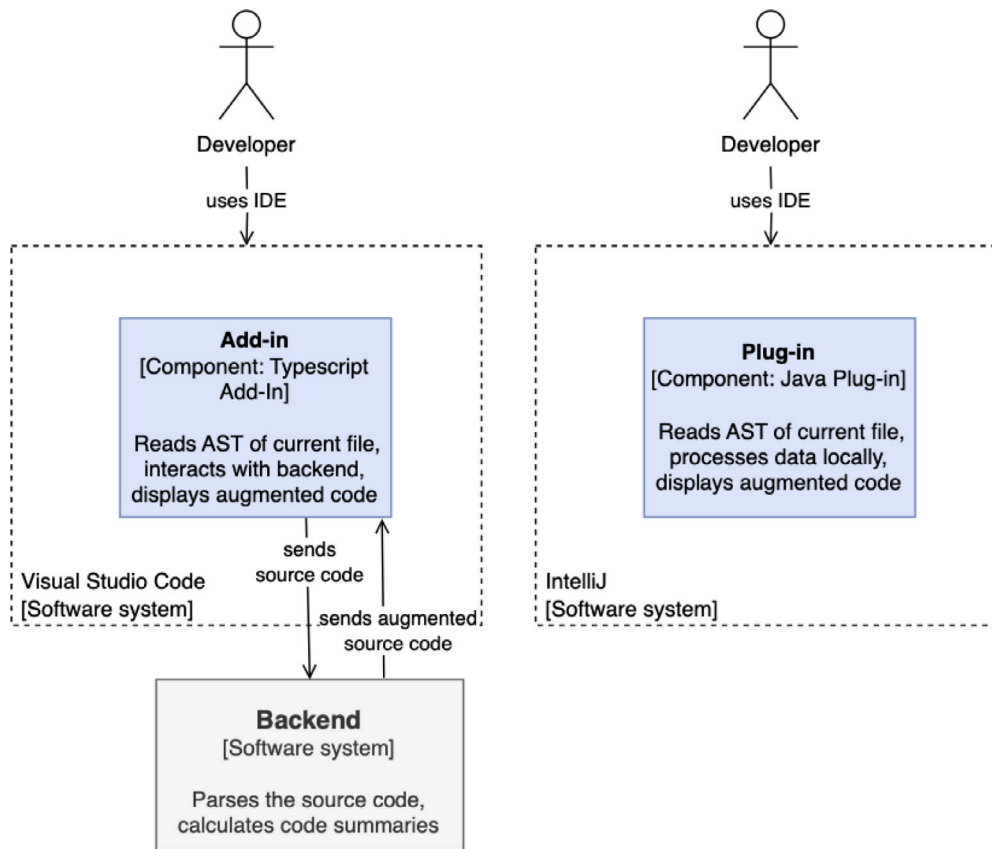 Developer
uses IDE
Add-in
[Component: Typescript
Add-In]
Reads AST of current file,
interacts with backend,
displays augmented code
sends
source code
Visual Studio Code
[Software system]
sends augmented
source code
Backend
[Software system]
Parses the source code,
calculates code summaries
Developer
uses IDE
Plug-in
[Component: Java Plug-in]
Reads AST of current file,
processes data locally,
displays augmented code
IntelliJ
[Software system]